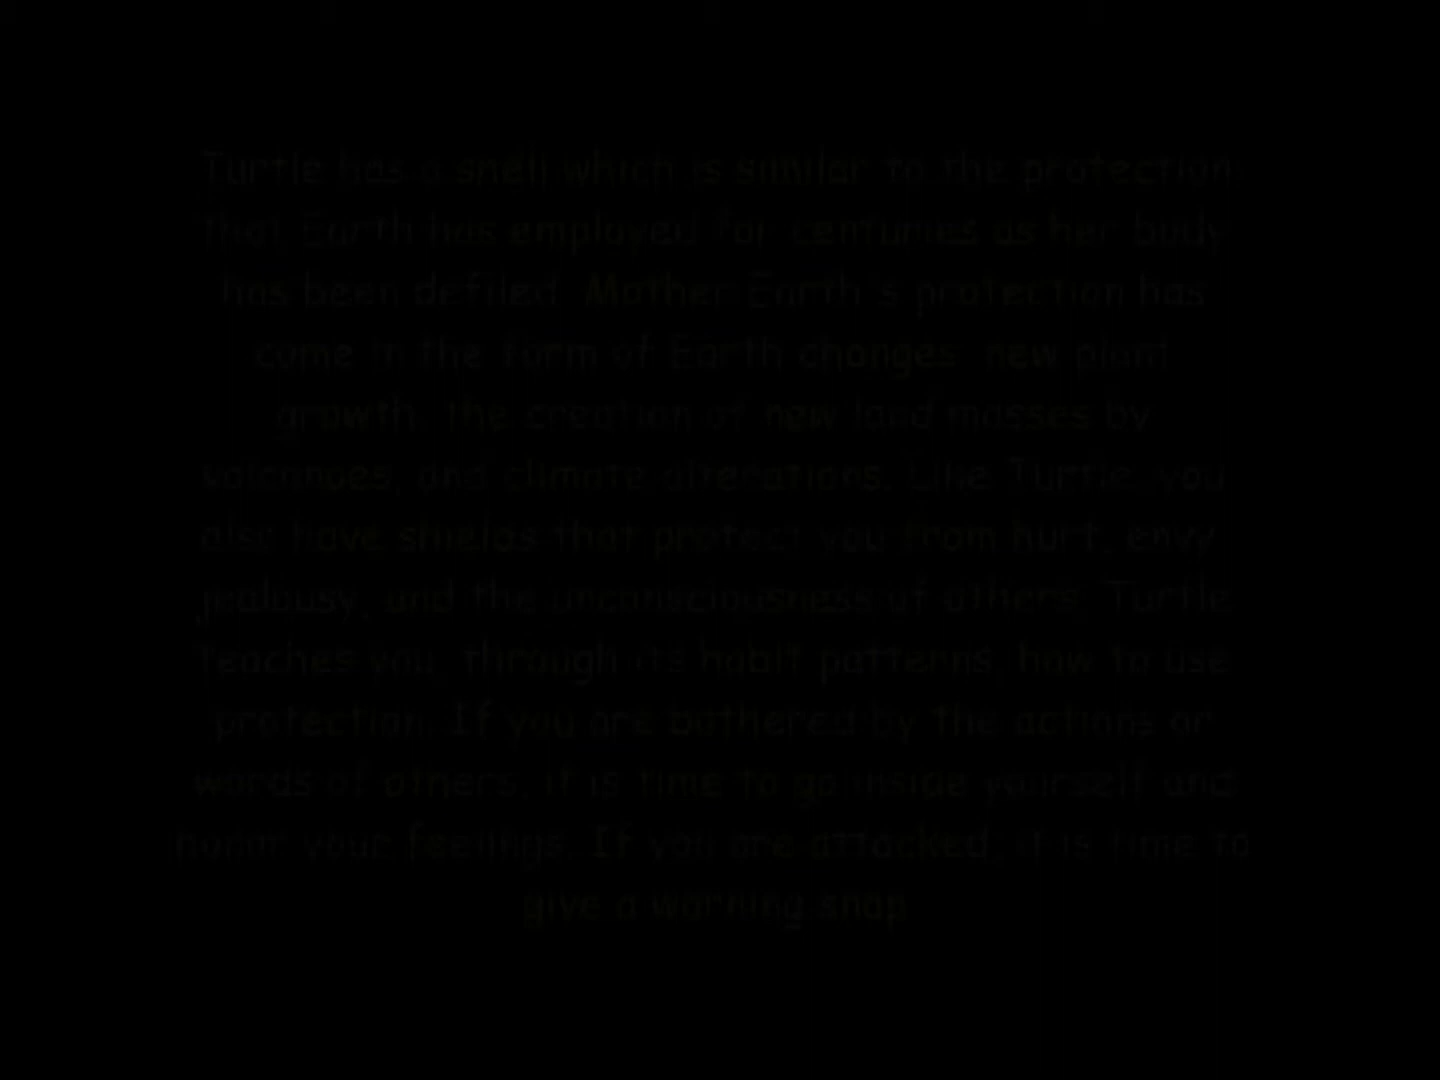 Turtle has a shell which is similar to the protection
that Earth has employed for centuries as her body
has been defiled. Mother Earth's protection has
come in the form of Earth changes, new plant
growth, the creation of new land masses by
volcanoes, and climate alterations. Like Turtle, you
also have shields that protect you from hurt, envy,
jealousy, and the unconsciousness of others. Turtle
teaches you, through its habit patterns, how to use
protection. If you are bothered by the actions or
words of others, it is time to go inside yourself and
honor your feelings. If you are attacked, it is time to
give a warning snap.